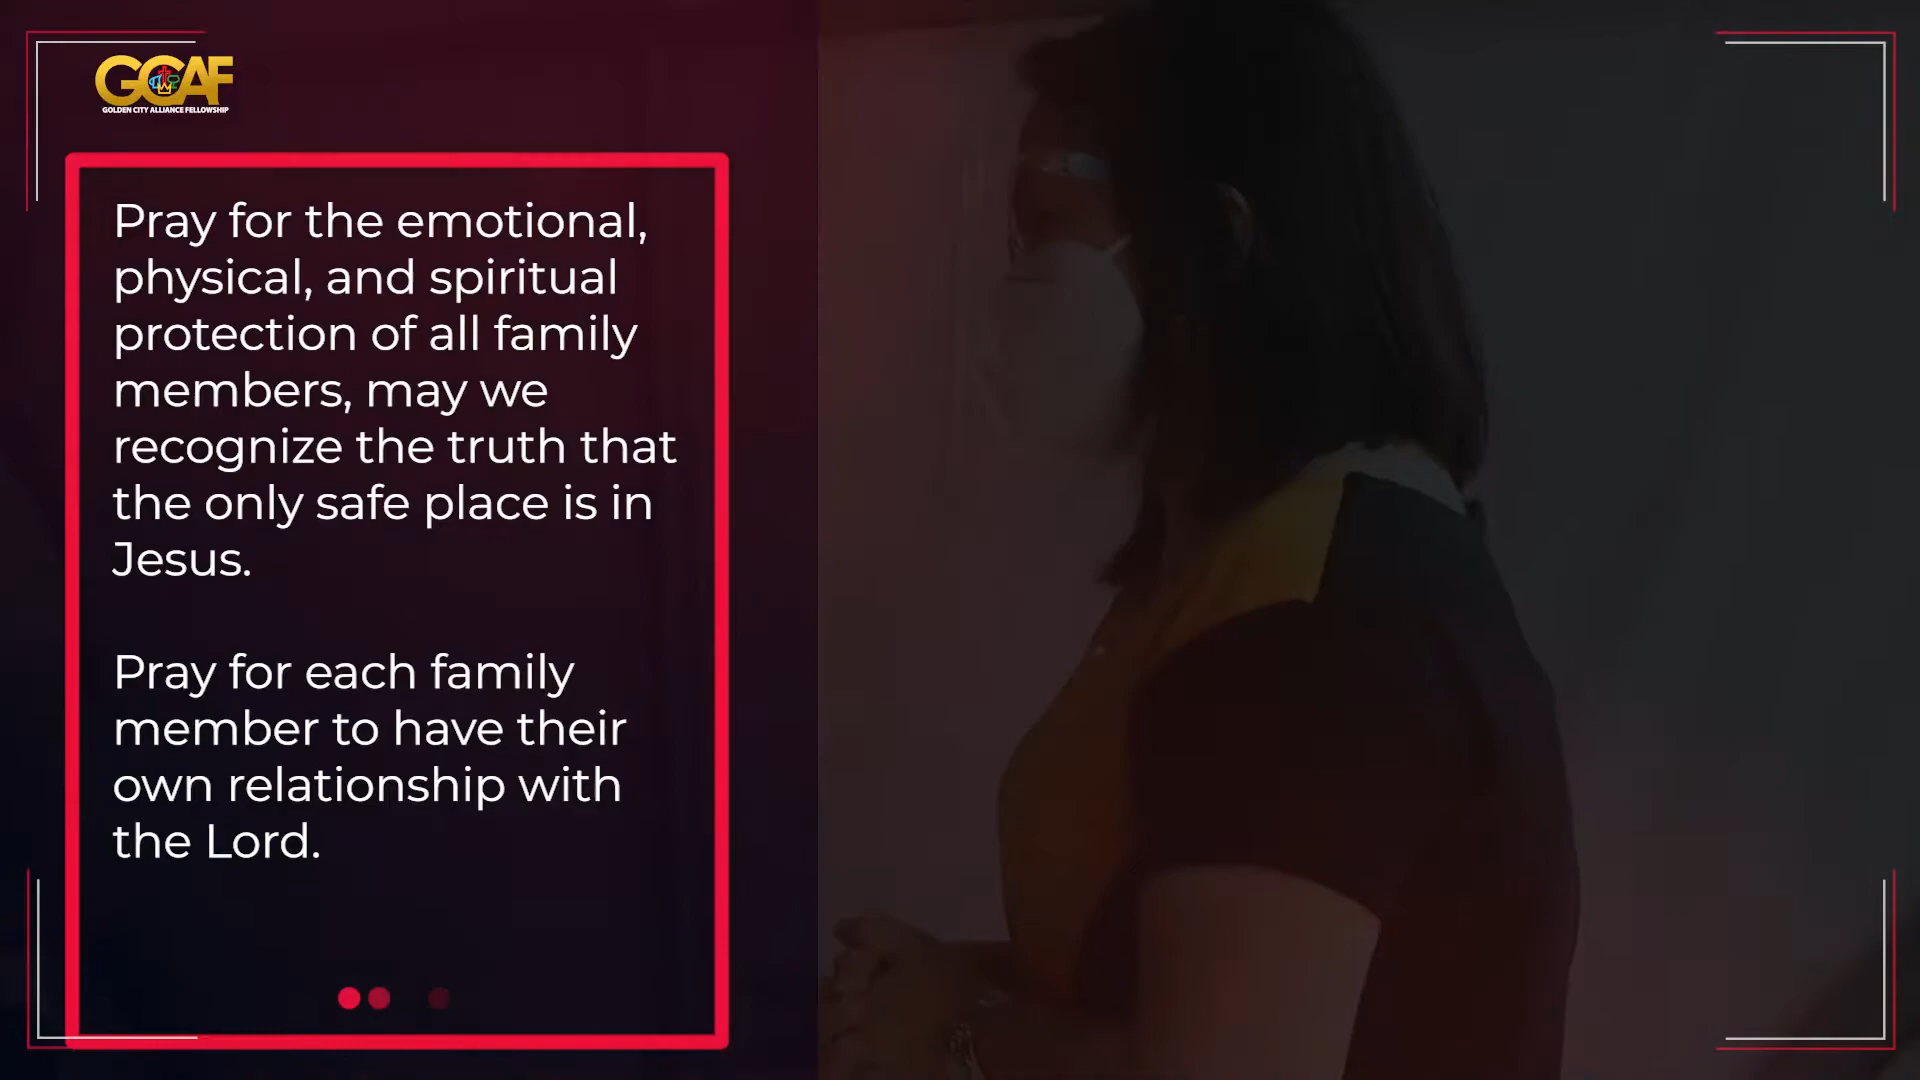 GCAF
GOLDEN CITY ALLIANCE FELLOWSHIP
Pray for the emotional,
physical, and spiritual
protection of all family
members, may we
recognize the truth that
the only safe place is in
Jesus.
Pray for each family
member to have their
own relationship with
the Lord.